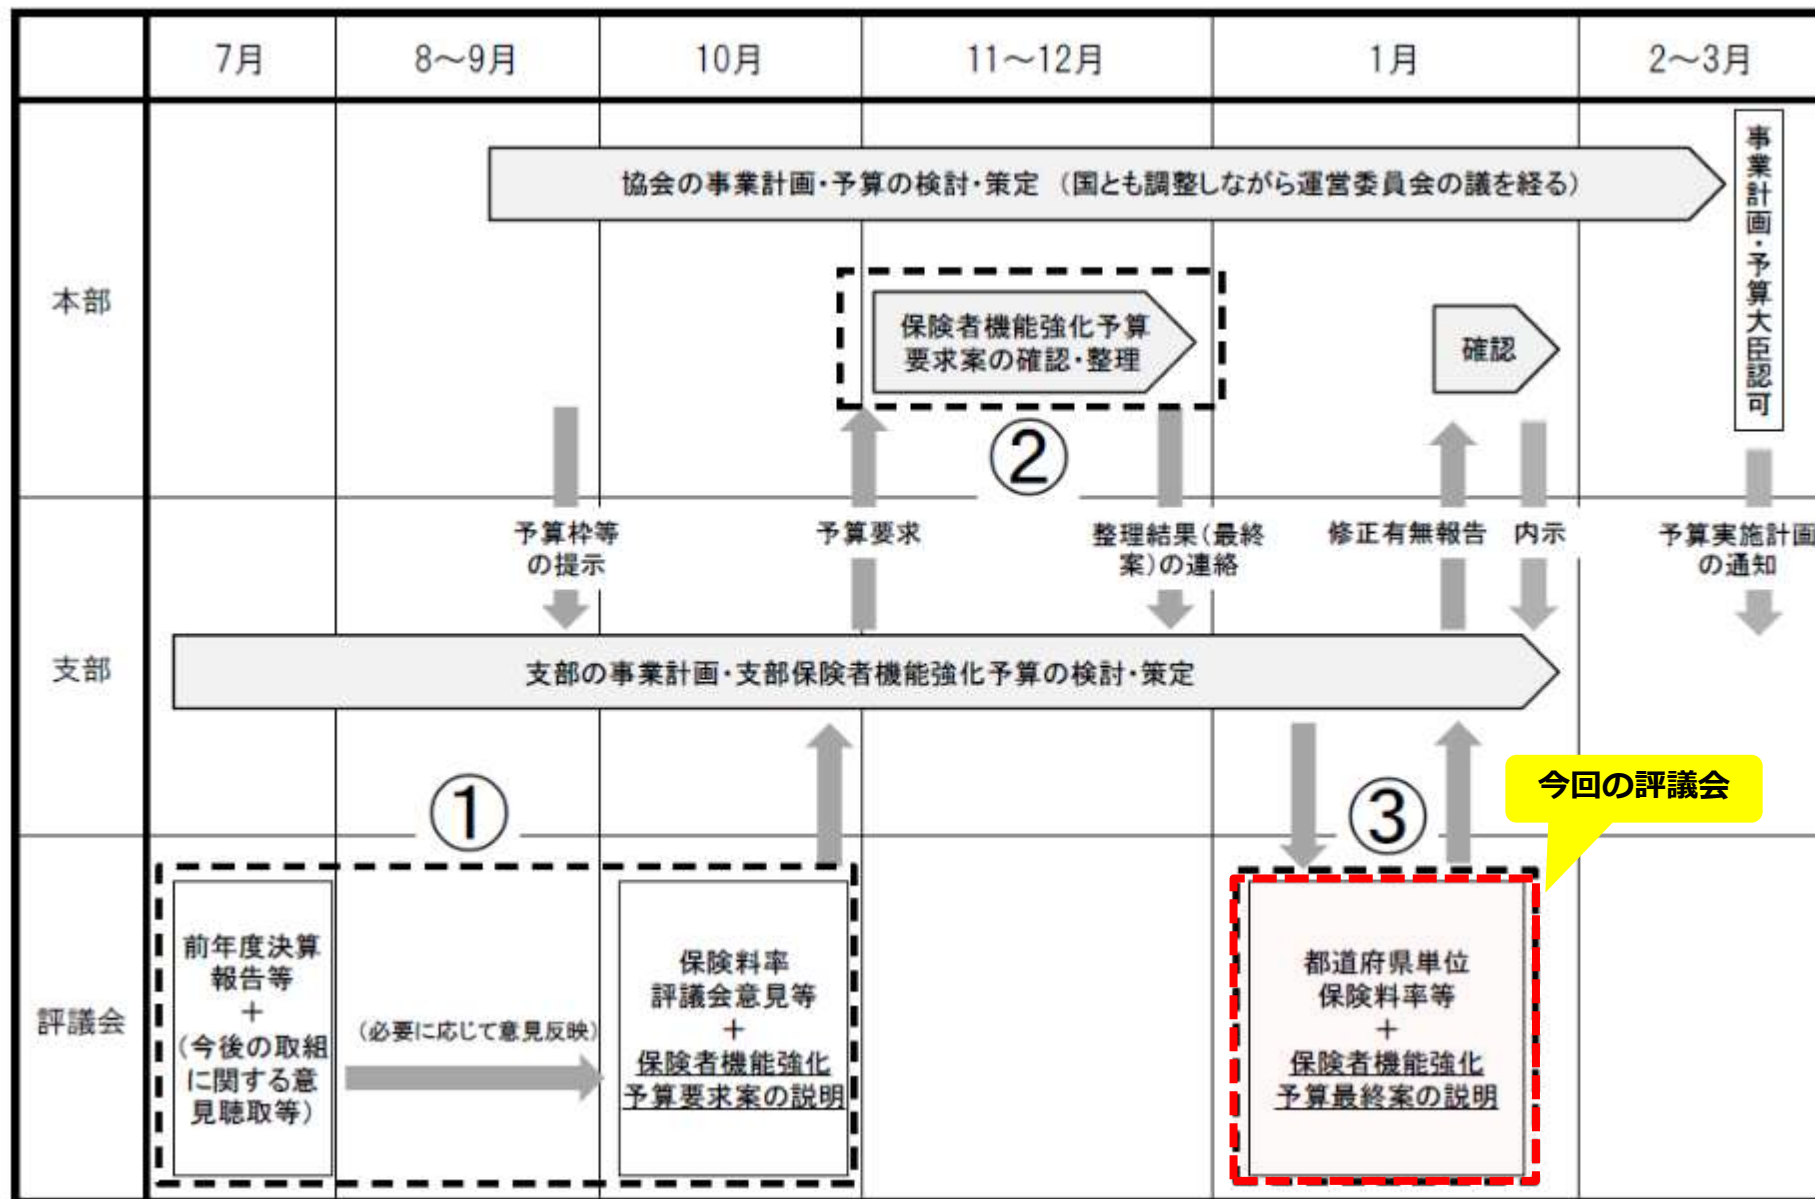 7月
8～9月
10月
11～12月
1月
2～3月
本部
協会の事業計画・予算の検討・策定 (国とも調整しながら運営委員会の議を経る)
事業計画・予算大臣認可
保険者機能強化予算
要求案の確認・整理
確認
②
予算枠等
の提示
予算要求
整理結果(最終
案)の連絡
修正有無報告
内示
予算実施計画
の通知
支部
支部の事業計画・支部保険者機能強化予算の検討・策定
①
③
今回の評議会
評議会
前年度決算
報告等
＋
(今後の取組
に関する意
見聴取等)
(必要に応じて意見反映)
保険料率
評議会意見等
＋
保険者機能強化
予算要求案の説明
都道府県単位
保険料率等
＋
保険者機能強化
予算最終案の説明